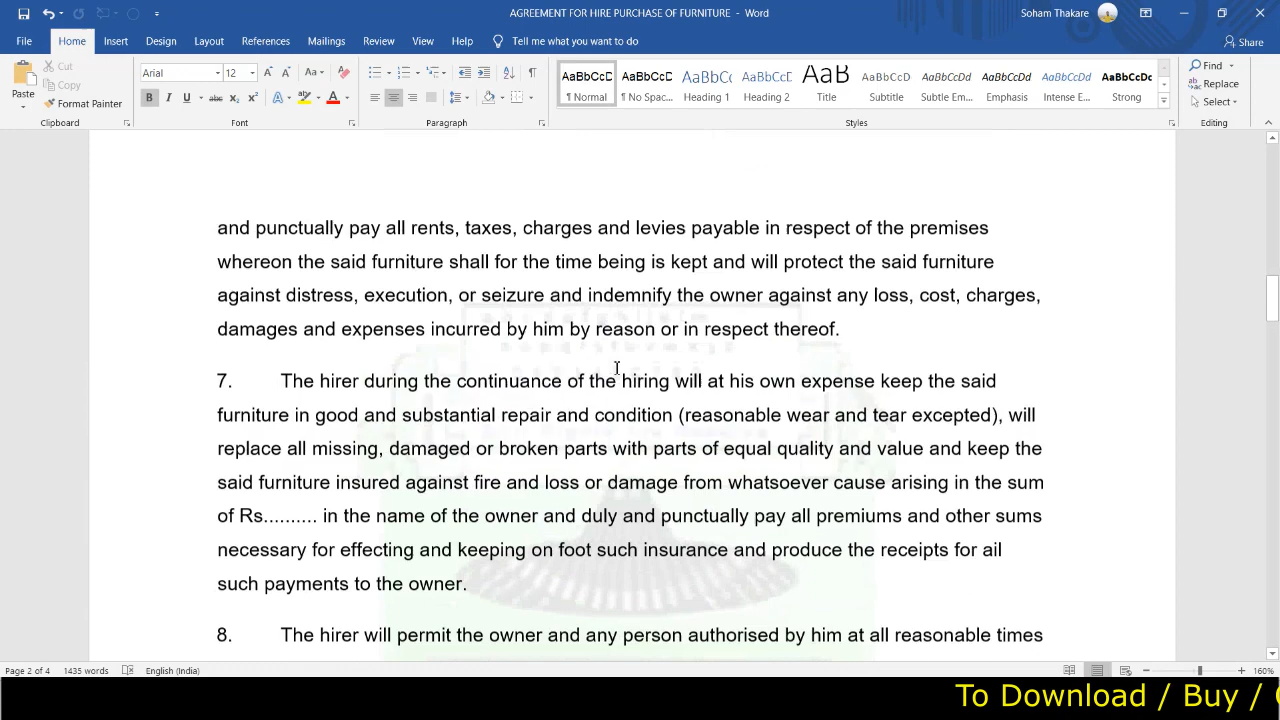 AGREEMENT FOR HIRE PURCHASE OF FURNITURE - Word
Soham Thakare
File Home Insert Design Layout References Mailings Review View Help Tell me what you want to do Share
Paste
Cut
Copy
Format Painter
Clipboard
Arial 12
Font
Paragraph
AaBbCcD AaBbCcD AaBbCc AaBbCcD AaB AaBbCcD AaBbCcDd AaBbCcDd AaBbCcDd AaBbCcDc
¶ Normal ¶ No Spac... Heading 1 Heading 2 Title Subtitle Subtle Em... Emphasis Intense E... Strong
Styles
Find
Replace
Select
Editing
and punctually pay all rents, taxes, charges and levies payable in respect of the premises
whereon the said furniture shall for the time being is kept and will protect the said furniture
against distress, execution, or seizure and indemnify the owner against any loss, cost, charges,
damages and expenses incurred by him by reason or in respect thereof.
7. The hirer during the continuance of the hiring will at his own expense keep the said
furniture in good and substantial repair and condition (reasonable wear and tear excepted), will
replace all missing, damaged or broken parts with parts of equal quality and value and keep the
said furniture insured against fire and loss or damage from whatsoever cause arising in the sum
of Rs.......... in the name of the owner and duly and punctually pay all premiums and other sums
necessary for effecting and keeping on foot such insurance and produce the receipts for ail
such payments to the owner.
8. The hirer will permit the owner and any person authorised by him at all reasonable times
Page 2 of 4 1435 words English (India) 160%
To Download / Buy /